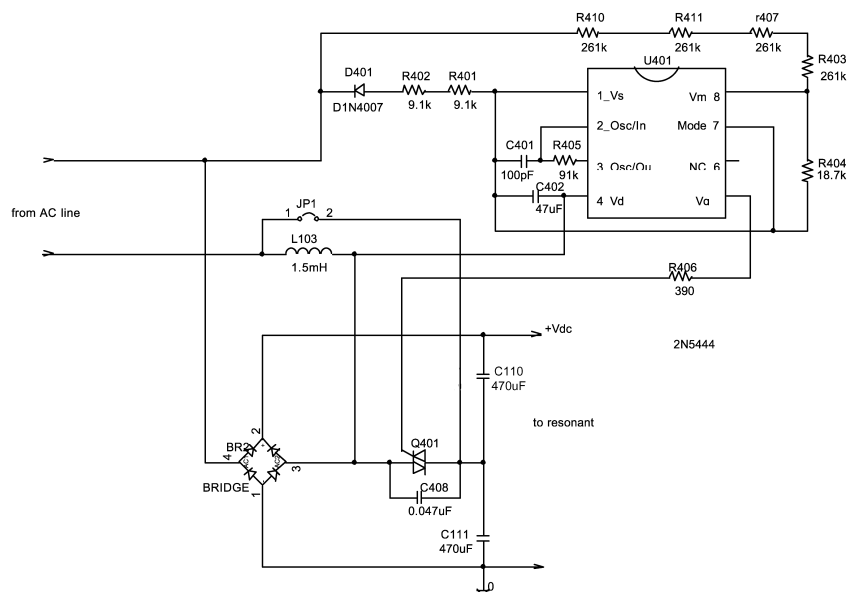 R410
R411
r407
261k
261k
261k
R403
261k
U401
D401
R402
R401
D1N4007
9.1k
9.1k
1_Vs
Vm 8
2_Osc/In
Mode 7
C401
R405
3 Osc/Ou
NC 6
100pF
91k
R404
18.7k
C402
4 Vd
Vg
47uF
from AC line
JP1
1
2
L103
1.5mH
R406
390
+Vdc
2N5444
C110
470uF
to resonant
2
BR2
4
Q401
3
BRIDGE
1
C408
0.047uF
C111
470uF
0